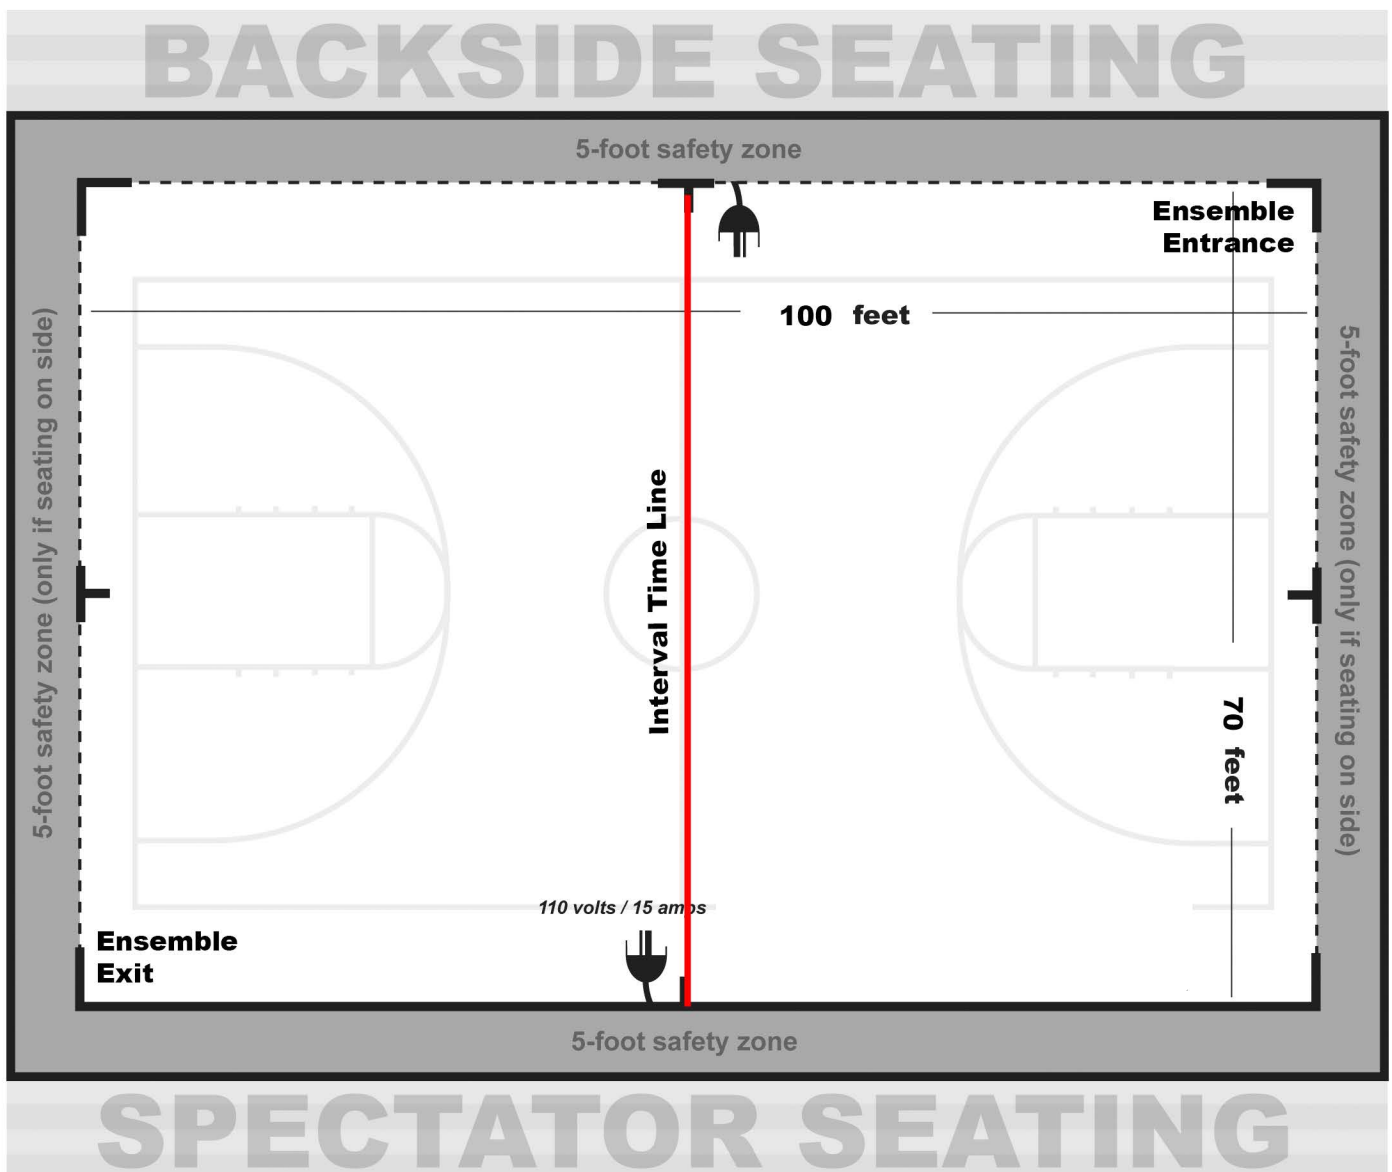 BACKSIDE SEATING
5-foot safety zone
Ensemble
Entrance
100 feet
5-foot safety zone (only if seating on side)
5-foot safety zone (only if seating on side)
Interval Time Line
70 feet
110 volts / 15 amps
Ensemble
Exit
5-foot safety zone
SPECTATOR SEATING